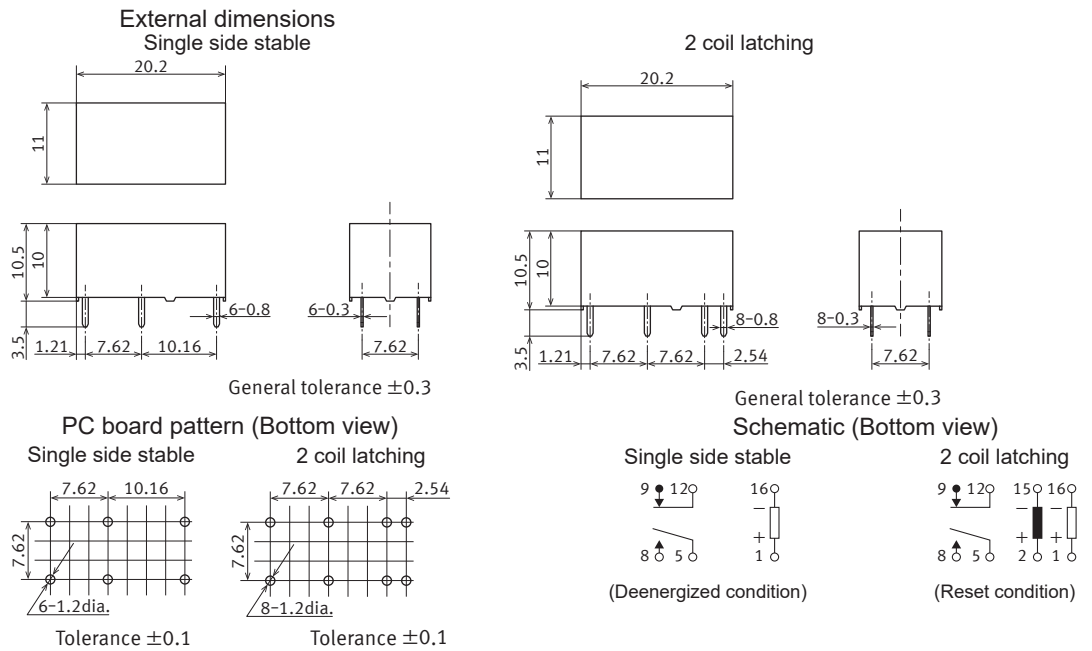 External dimensions
Single side stable
2 coil latching
20.2
11
10.5
10
3.5
1.21
7.62
10.16
6-0.8
6-0.3
7.62
General tolerance ±0.3
20.2
11
10.5
10
3.5
1.21
7.62
7.62
2.54
8-0.8
8-0.3
7.62
General tolerance ±0.3
PC board pattern (Bottom view)
Single side stable
7.62
10.16
7.62
6-1.2dia.
Tolerance ±0.1
2 coil latching
7.62
7.62
2.54
7.62
8-1.2dia.
Tolerance ±0.1
Schematic (Bottom view)
Single side stable
9 12 16
−
+
8 5 1
(Deenergized condition)
2 coil latching
9 12 15 16
− −
+ +
8 5 2 1
(Reset condition)